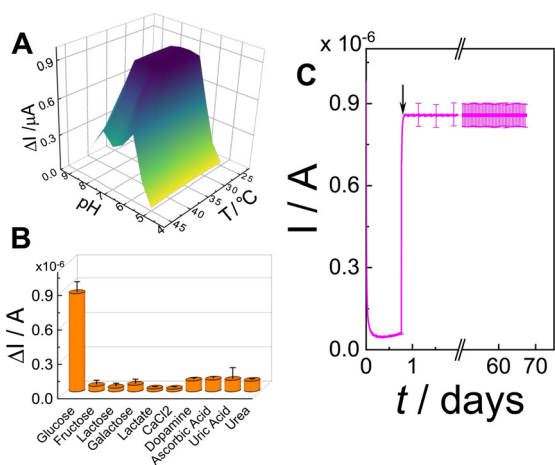 A
ΔI /µA
0.9
0.6
0.3
0.0
9
8
7
6
5
4
pH
45
40
35
30
25
T/°C
B
x10⁻⁶
ΔI / A
0.9
0.6
0.3
0.0
Glucose
Fructose
Lactose
Galactose
Lactate
CaCl2
Dopamine
Ascorbic Acid
Uric Acid
Urea
C
x 10⁻⁶
I / A
0.9
0.6
0.3
0.0
0 1 60 70
t / days